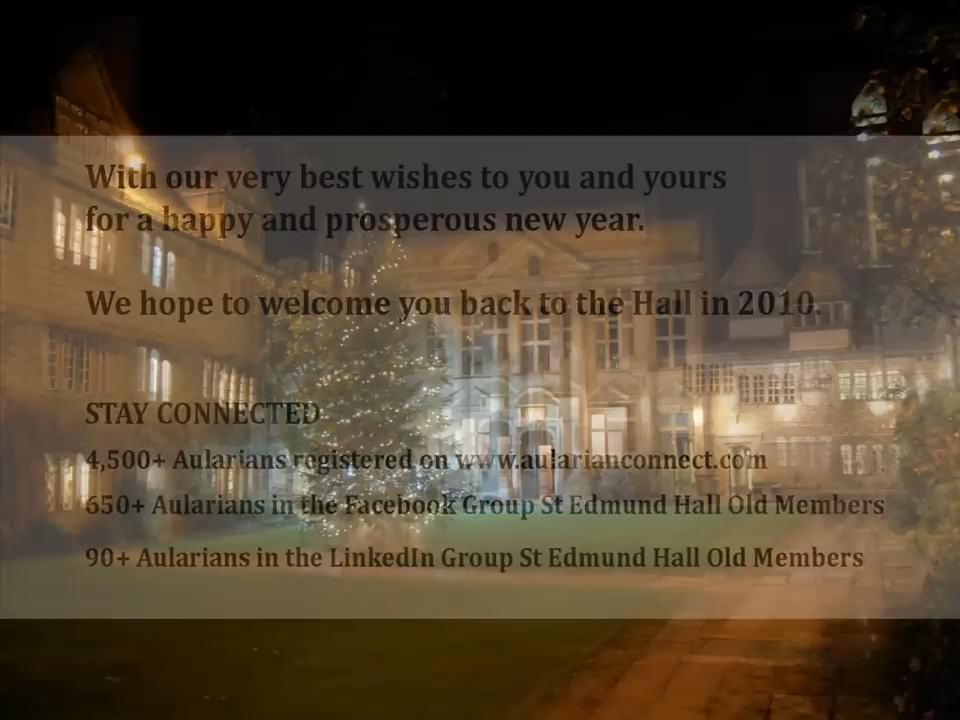 With our very best wishes to you and yours
for a happy and prosperous new year.
We hope to welcome you back to the Hall in 2010.
STAY CONNECTED
4,500+ Aularians registered on www.aularianconnect.com
650+ Aularians in the Facebook Group St Edmund Hall Old Members
90+ Aularians in the LinkedIn Group St Edmund Hall Old Members